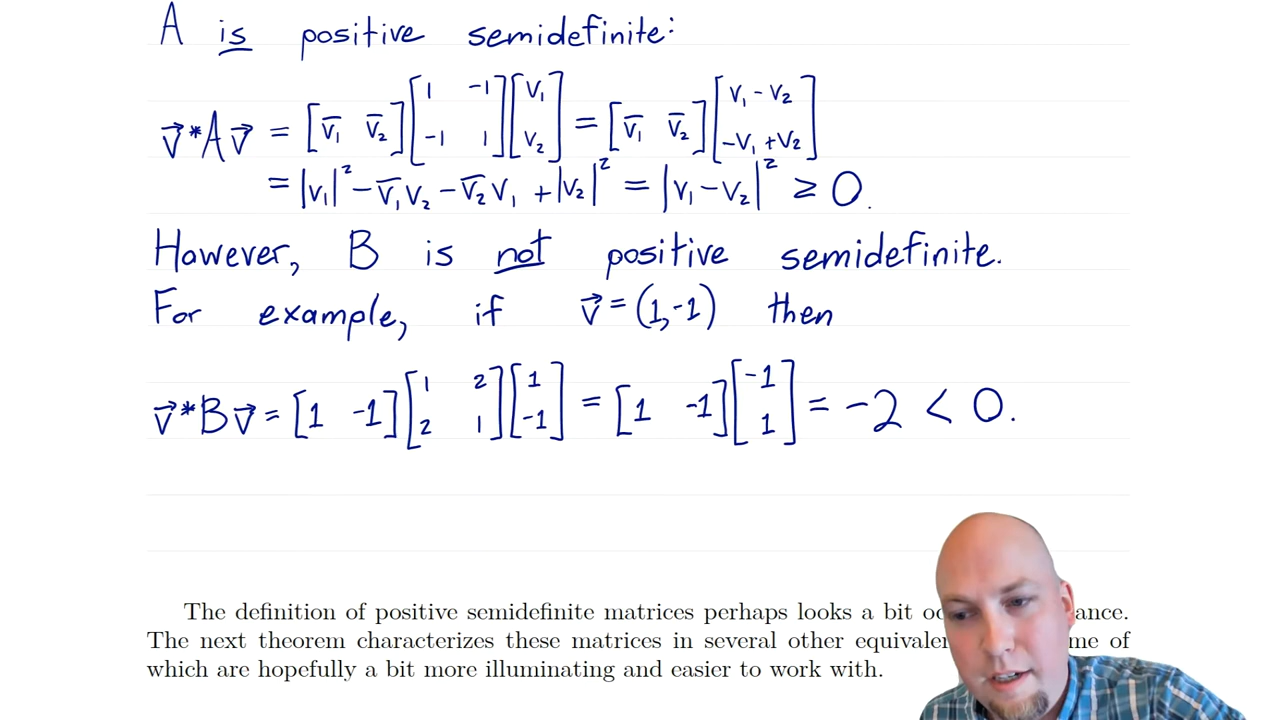 A is positive semidefinite:
v⃗*Av⃗ = [v̅₁ v̅₂][1 -1; -1 1][v₁; v₂] = [v̅₁ v̅₂][v₁ - v₂; -v₁ + v₂]
= |v₁|² - v̅₁v₂ - v̅₂v₁ + |v₂|² = |v₁ - v₂|² ≥ 0.
However, B is not positive semidefinite.
For example, if v⃗ = (1,-1) then
v⃗*Bv⃗ = [1 -1][1 2; 2 1][1; -1] = [1 -1][-1; 1] = -2 < 0.
The definition of positive semidefinite matrices perhaps looks a bit
The next theorem characterizes these matrices in several other of
which are hopefully a bit more illuminating and easier to work with.